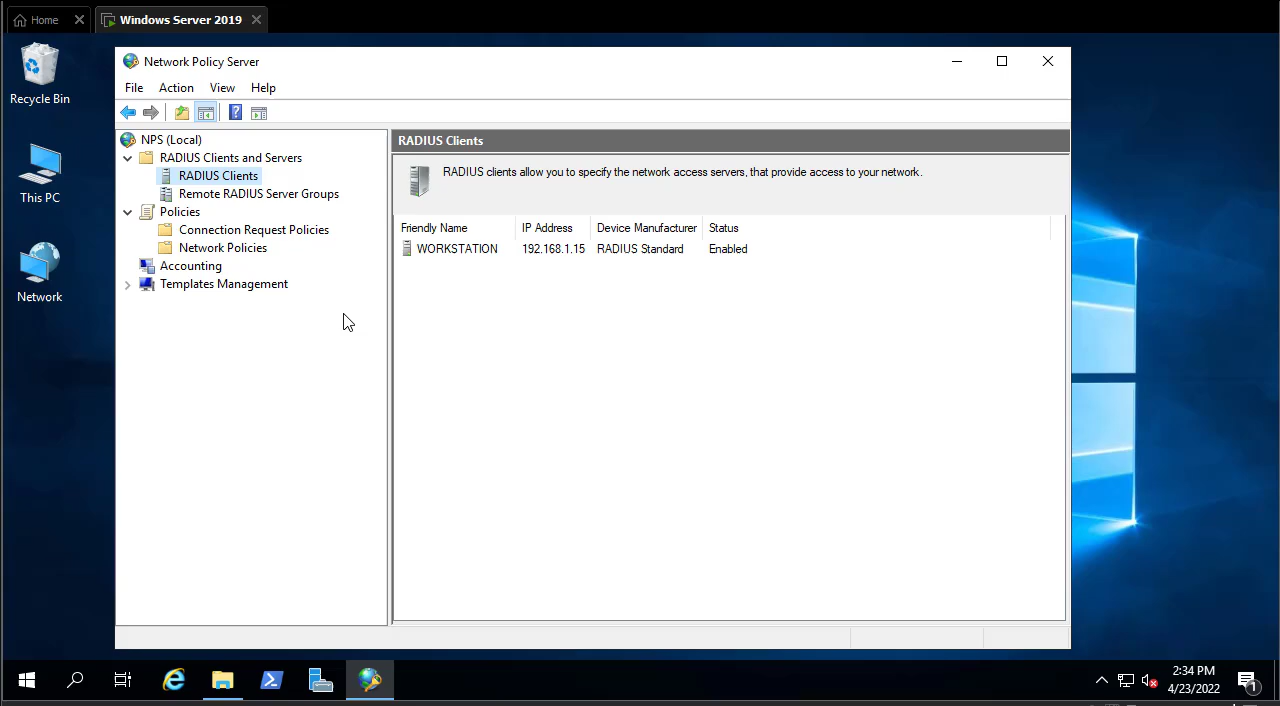 Home
Windows Server 2019
Recycle Bin
This PC
Network
Network Policy Server
File Action View Help
NPS (Local)
RADIUS Clients and Servers
RADIUS Clients
Remote RADIUS Server Groups
Policies
Connection Request Policies
Network Policies
Accounting
Templates Management
RADIUS Clients
RADIUS clients allow you to specify the network access servers, that provide access to your network.
Friendly Name IP Address Device Manufacturer Status
WORKSTATION 192.168.1.15 RADIUS Standard Enabled
2:34 PM
4/23/2022
1